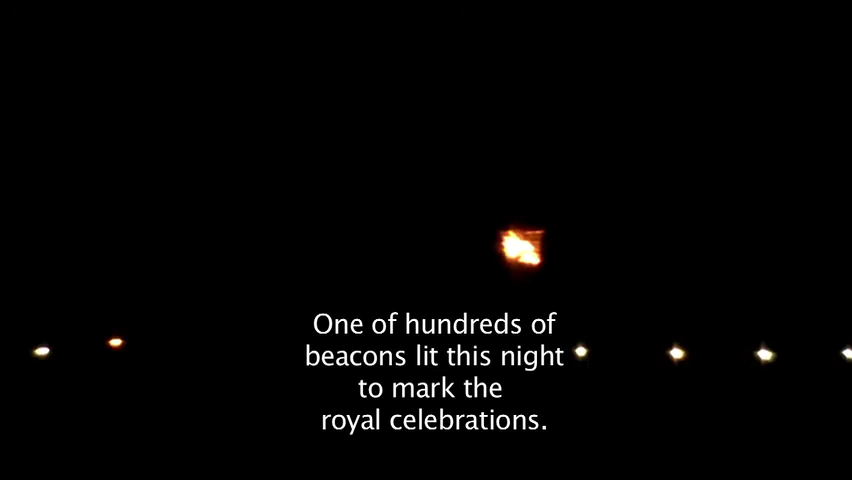 One of hundreds of
beacons lit this night
to mark the
royal celebrations.